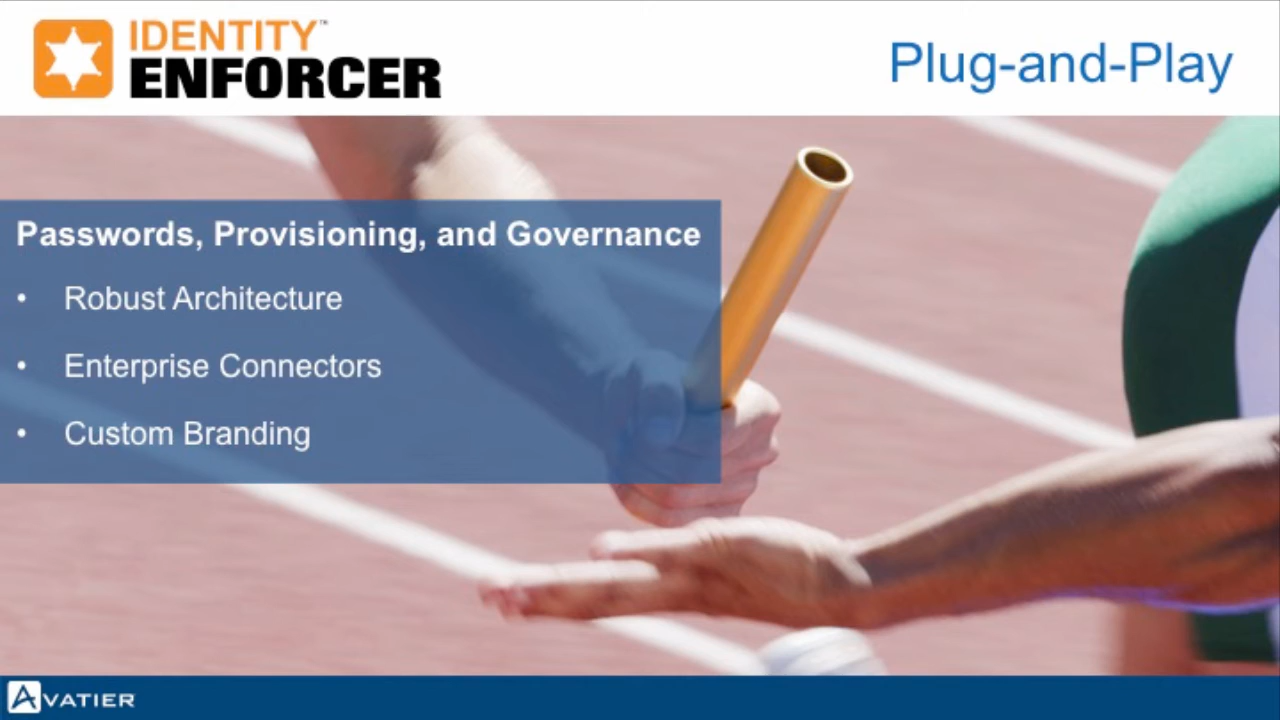 IDENTITY™
ENFORCER
Plug-and-Play
Passwords, Provisioning, and Governance
• Robust Architecture
• Enterprise Connectors
• Custom Branding
AVATIER